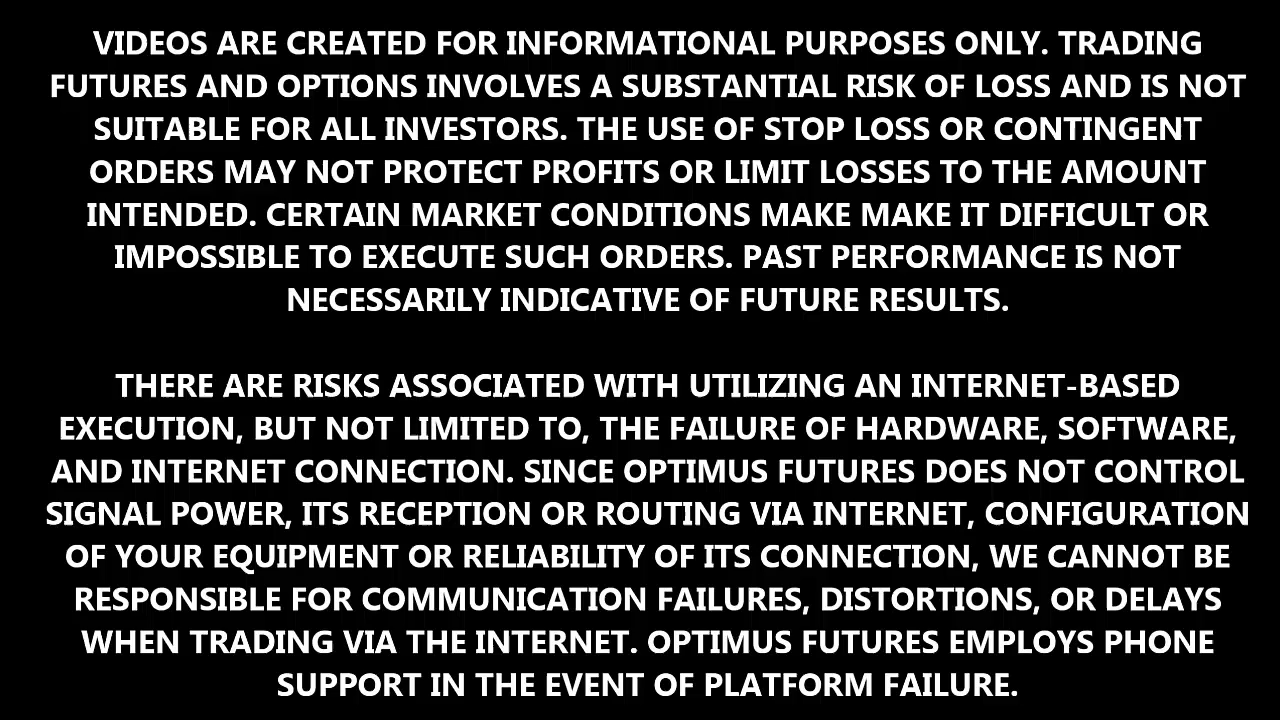 VIDEOS ARE CREATED FOR INFORMATIONAL PURPOSES ONLY. TRADING
FUTURES AND OPTIONS INVOLVES A SUBSTANTIAL RISK OF LOSS AND IS NOT
SUITABLE FOR ALL INVESTORS. THE USE OF STOP LOSS OR CONTINGENT
ORDERS MAY NOT PROTECT PROFITS OR LIMIT LOSSES TO THE AMOUNT
INTENDED. CERTAIN MARKET CONDITIONS MAKE MAKE IT DIFFICULT OR
IMPOSSIBLE TO EXECUTE SUCH ORDERS. PAST PERFORMANCE IS NOT
NECESSARILY INDICATIVE OF FUTURE RESULTS.
THERE ARE RISKS ASSOCIATED WITH UTILIZING AN INTERNET-BASED
EXECUTION, BUT NOT LIMITED TO, THE FAILURE OF HARDWARE, SOFTWARE,
AND INTERNET CONNECTION. SINCE OPTIMUS FUTURES DOES NOT CONTROL
SIGNAL POWER, ITS RECEPTION OR ROUTING VIA INTERNET, CONFIGURATION
OF YOUR EQUIPMENT OR RELIABILITY OF ITS CONNECTION, WE CANNOT BE
RESPONSIBLE FOR COMMUNICATION FAILURES, DISTORTIONS, OR DELAYS
WHEN TRADING VIA THE INTERNET. OPTIMUS FUTURES EMPLOYS PHONE
SUPPORT IN THE EVENT OF PLATFORM FAILURE.